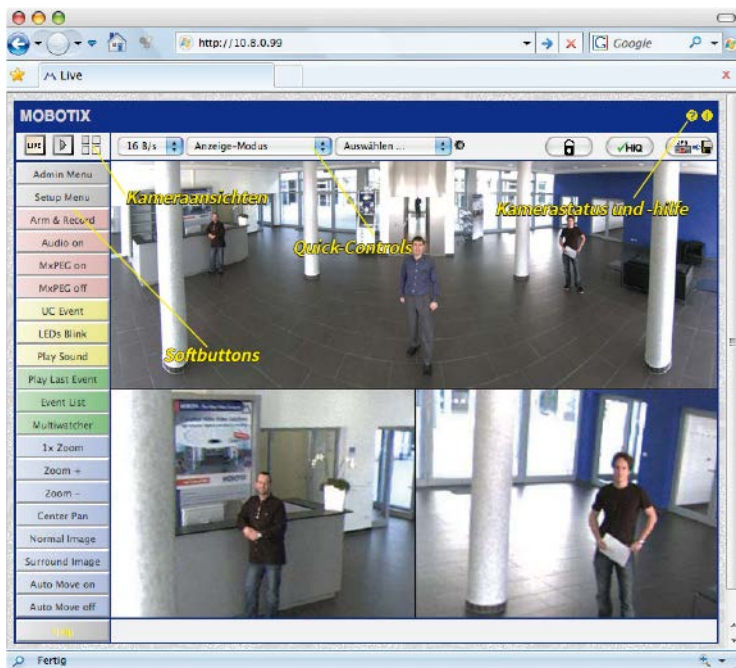 http://10.8.0.99
Google
Live
MOBOTIX
LIVE
16 B/s
Anzeige-Modus
Auswählen ...
HIQ
Admin Menu
Setup Menu
Arm & Record
Audio on
MxPEG on
MxPEG off
UC Event
LEDs Blink
Play Sound
Play Last Event
Event List
Multiwatcher
1x Zoom
Zoom +
Zoom –
Center Pan
Normal Image
Surround Image
Auto Move on
Auto Move off
Kameraansichten
Kamerastatus und -hilfe
Quick-Controls
Softbuttons
MOBOTIX
Fertig